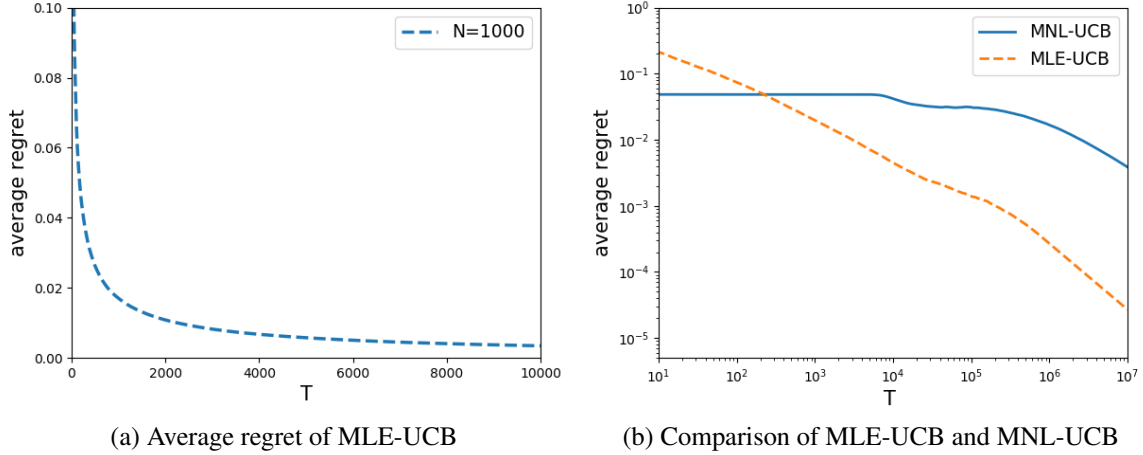 0.10
0.08
0.06
0.04
0.02
0.00
average regret
N=1000
0 2000 4000 6000 8000 10000
T
(a) Average regret of MLE-UCB
10⁰
10⁻¹
10⁻²
10⁻³
10⁻⁴
10⁻⁵
average regret
MNL-UCB
MLE-UCB
10¹ 10² 10³ 10⁴ 10⁵ 10⁶ 10⁷
T
(b) Comparison of MLE-UCB and MNL-UCB